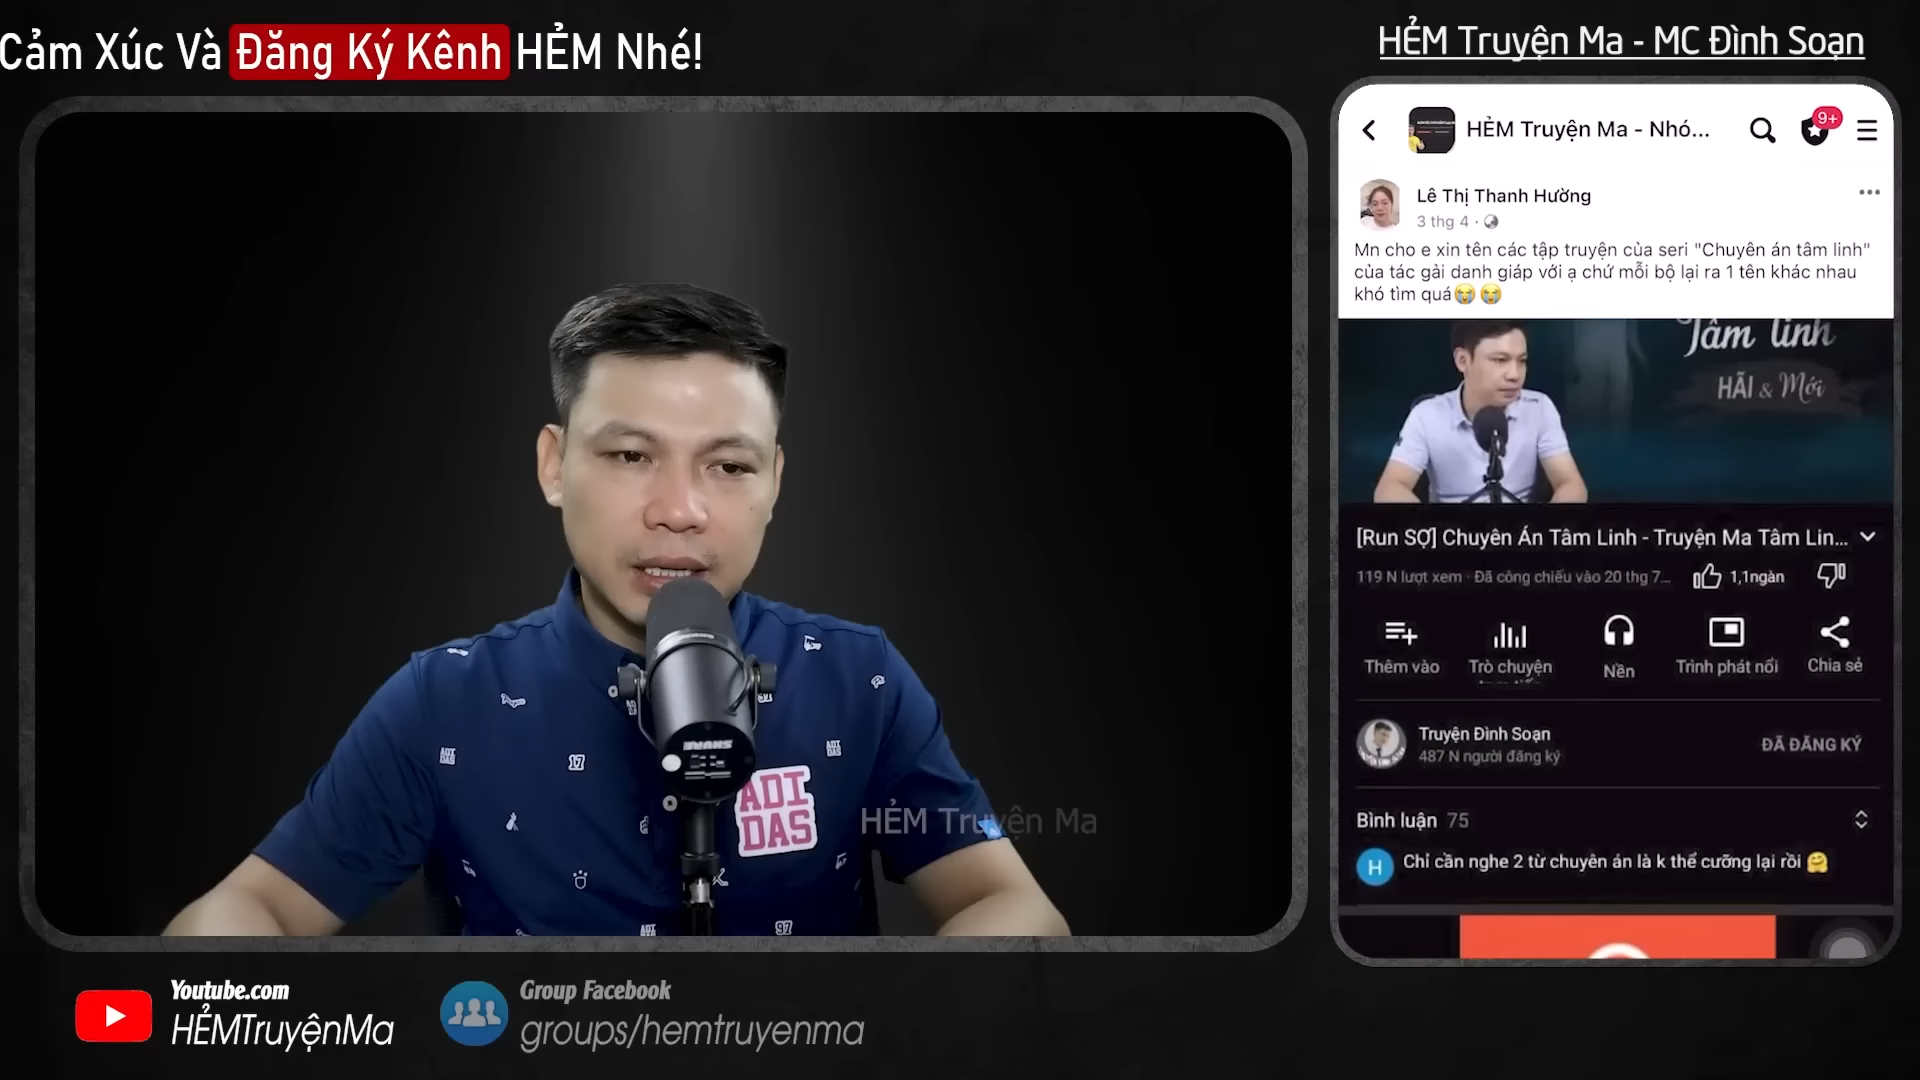 Cảm Xúc Và Đăng Ký Kênh HẺM Nhé!
HẺM Truyện Ma - MC Đình Soạn
HẺM Truyện Ma - Nhó...
9+
Lê Thị Thanh Hường
3 thg 4 ·
Mn cho e xin tên các tập truyện của seri "Chuyên án tâm linh"
của tác gải danh giáp với ạ chứ mỗi bộ lại ra 1 tên khác nhau
khó tìm quá😭😭
Tâm linh
HÃI & Mới
[Run SỢ] Chuyên Án Tâm Linh - Truyện Ma Tâm Lin...
119 N lượt xem · Đã công chiếu vào 20 thg 7...
1,1ngàn
Thêm vào
Trò chuyện
Nền
Trình phát nổi
Chia sẻ
Truyện Đình Soạn
487 N người đăng ký
ĐÃ ĐĂNG KÝ
Bình luận 75
H
Chỉ cần nghe 2 từ chuyên án là k thể cưỡng lại rồi 🤗
SHURE
17
ADI
DAS
97
ADI
DAS
HẺM Truyện Ma
Youtube.com
HẺMTruyệnMa
Group Facebook
groups/hemtruyenma